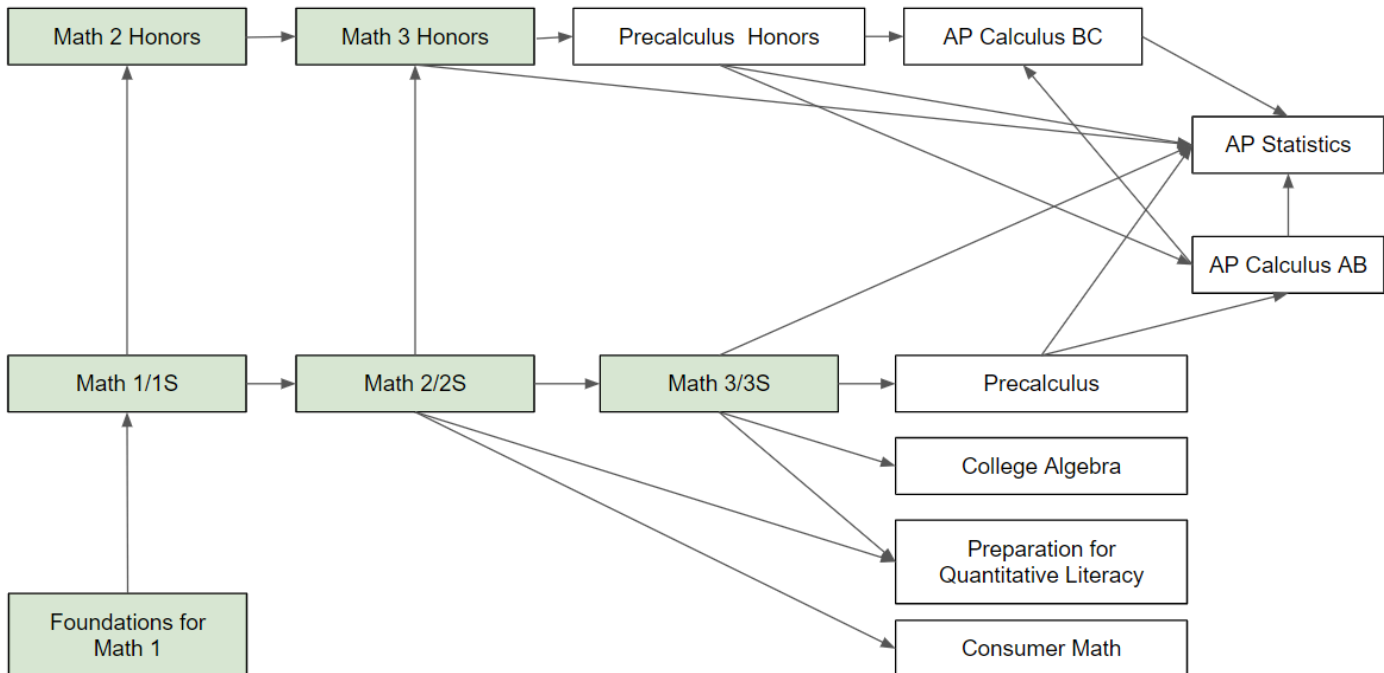 Math 2 Honors
Math 3 Honors
Precalculus Honors
AP Calculus BC
AP Statistics
AP Calculus AB
Math 1/1S
Math 2/2S
Math 3/3S
Precalculus
College Algebra
Preparation for
Quantitative Literacy
Foundations for
Math 1
Consumer Math